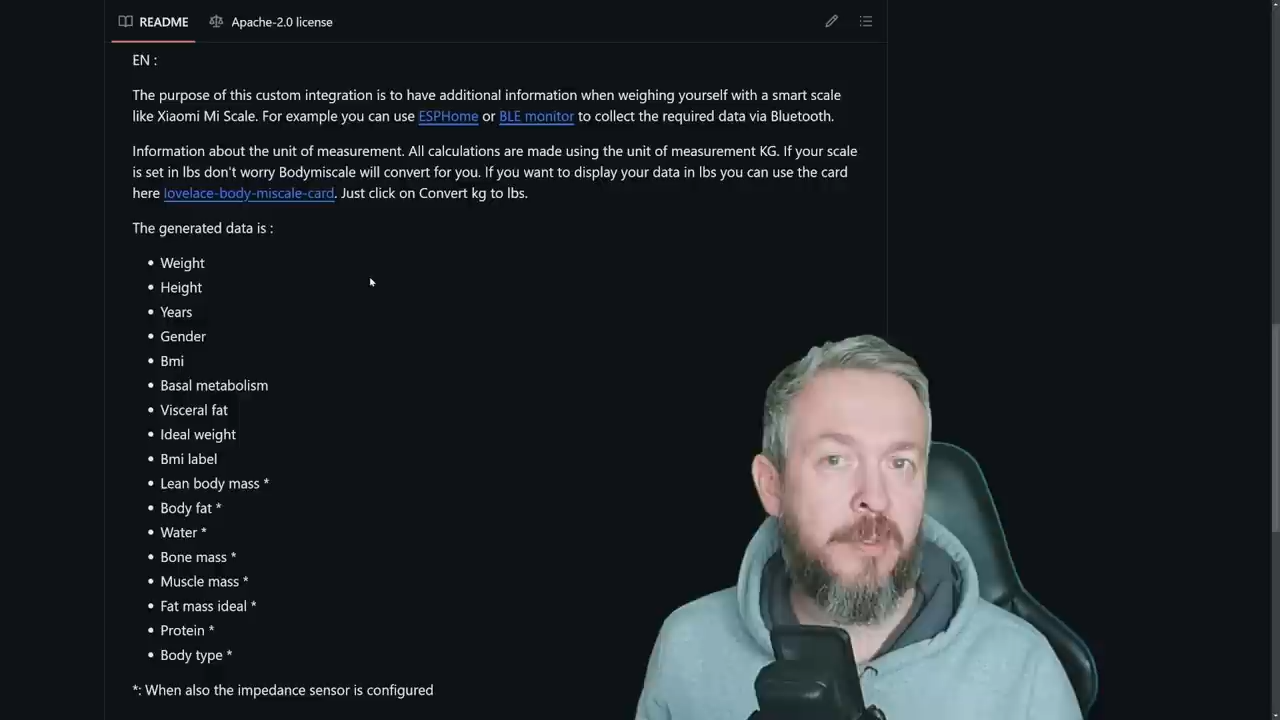 README
Apache-2.0 license
EN :
The purpose of this custom integration is to have additional information when weighing yourself with a smart scale
like Xiaomi Mi Scale. For example you can use ESPHome or BLE monitor to collect the required data via Bluetooth.
Information about the unit of measurement. All calculations are made using the unit of measurement KG. If your scale
is set in lbs don't worry Bodymiscale will convert for you. If you want to display your data in lbs you can use the card
here lovelace-body-miscale-card. Just click on Convert kg to lbs.
The generated data is :
• Weight
• Height
• Years
• Gender
• Bmi
• Basal metabolism
• Visceral fat
• Ideal weight
• Bmi label
• Lean body mass *
• Body fat *
• Water *
• Bone mass *
• Muscle mass *
• Fat mass ideal *
• Protein *
• Body type *
*: When also the impedance sensor is configured